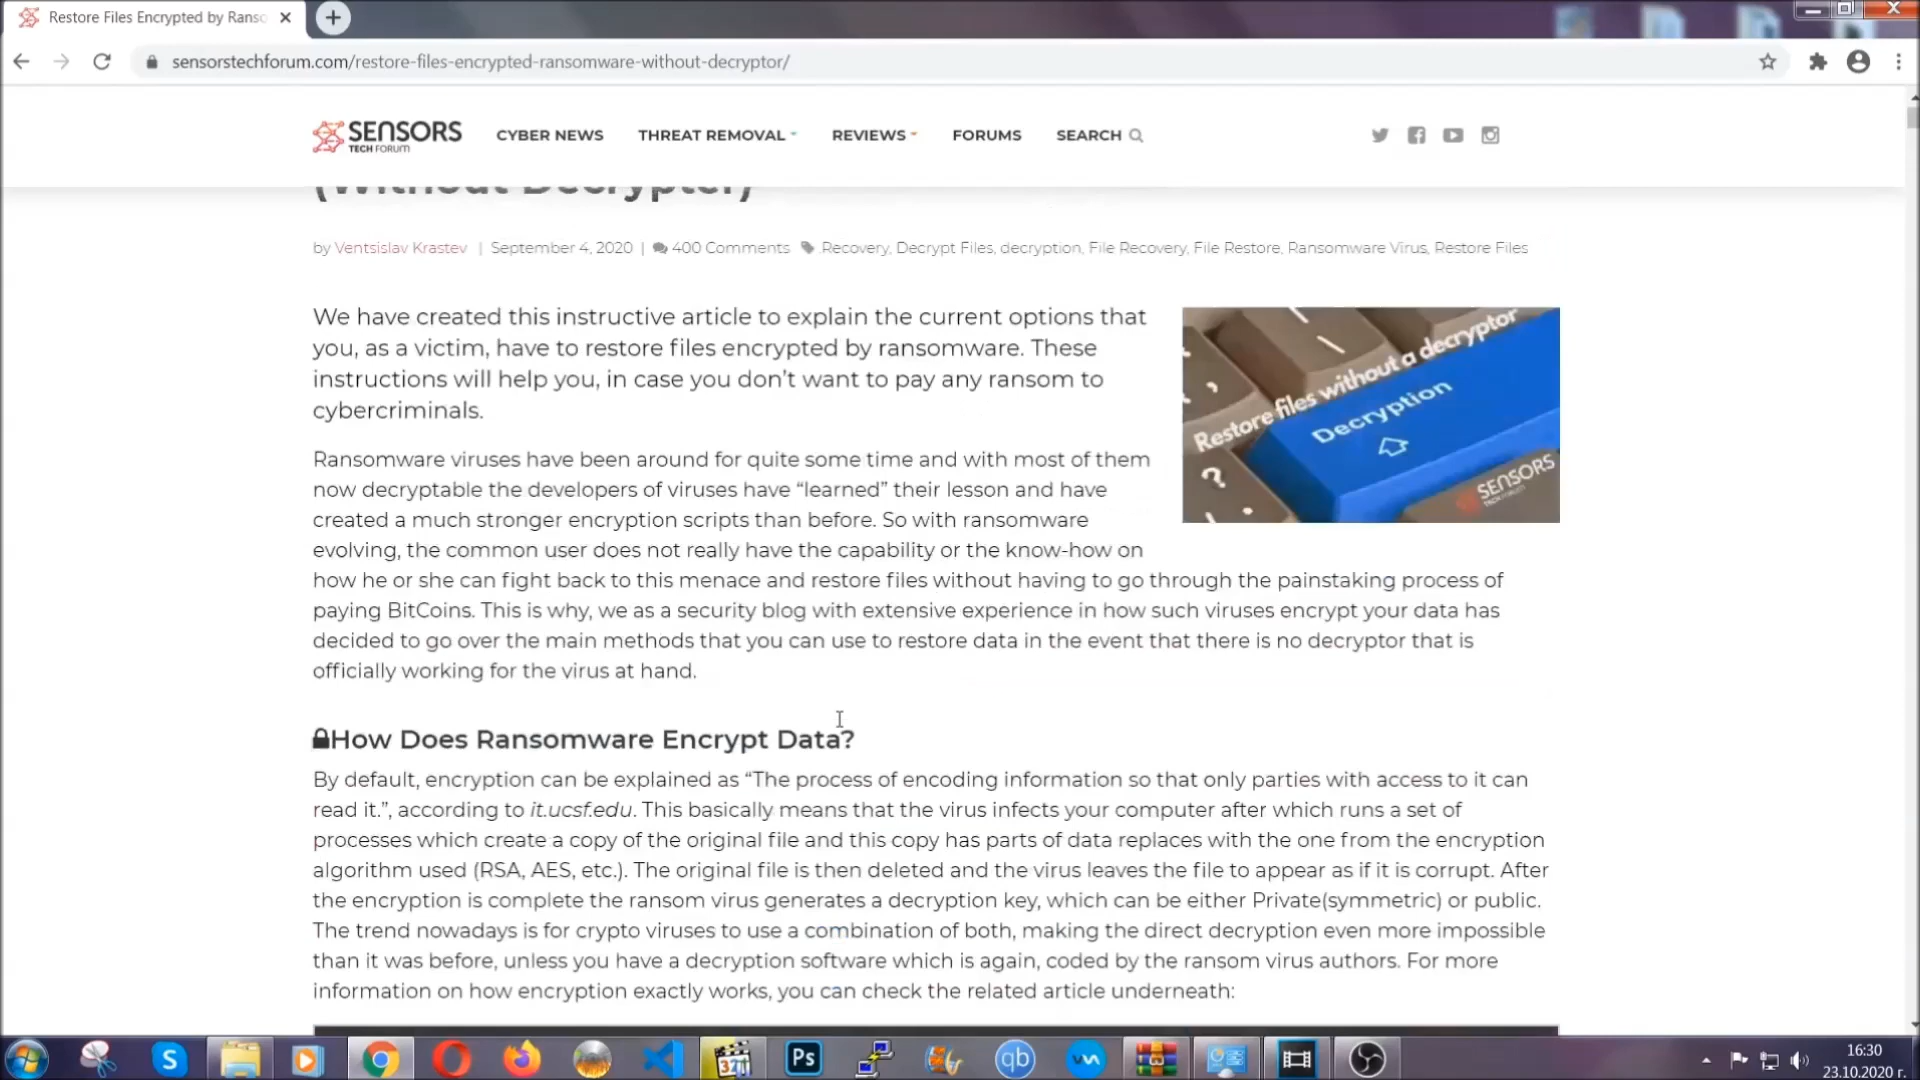 Restore Files Encrypted by Ranso
sensorstechforum.com/restore-files-encrypted-ransomware-without-decryptor/
SENSORS
TECH FORUM
CYBER NEWS THREAT REMOVAL REVIEWS FORUMS SEARCH
(Without Decrypter)
by Ventsislav Krastev | September 4, 2020 | 400 Comments Recovery, Decrypt Files, decryption, File Recovery, File Restore, Ransomware Virus, Restore Files
We have created this instructive article to explain the current options that
you, as a victim, have to restore files encrypted by ransomware. These
instructions will help you, in case you don’t want to pay any ransom to
cybercriminals.
Restore files without a decryptor
Decryption
SENSORS
Ransomware viruses have been around for quite some time and with most of them
now decryptable the developers of viruses have “learned” their lesson and have
created a much stronger encryption scripts than before. So with ransomware
evolving, the common user does not really have the capability or the know-how on
how he or she can fight back to this menace and restore files without having to go through the painstaking process of
paying BitCoins. This is why, we as a security blog with extensive experience in how such viruses encrypt your data has
decided to go over the main methods that you can use to restore data in the event that there is no decryptor that is
officially working for the virus at hand.
How Does Ransomware Encrypt Data?
By default, encryption can be explained as “The process of encoding information so that only parties with access to it can
read it.”, according to it.ucsf.edu. This basically means that the virus infects your computer after which runs a set of
processes which create a copy of the original file and this copy has parts of data replaces with the one from the encryption
algorithm used (RSA, AES, etc.). The original file is then deleted and the virus leaves the file to appear as if it is corrupt. After
the encryption is complete the ransom virus generates a decryption key, which can be either Private(symmetric) or public.
The trend nowadays is for crypto viruses to use a combination of both, making the direct decryption even more impossible
than it was before, unless you have a decryption software which is again, coded by the ransom virus authors. For more
information on how encryption exactly works, you can check the related article underneath:
S
Ps
qb
16:30
23.10.2020 г.